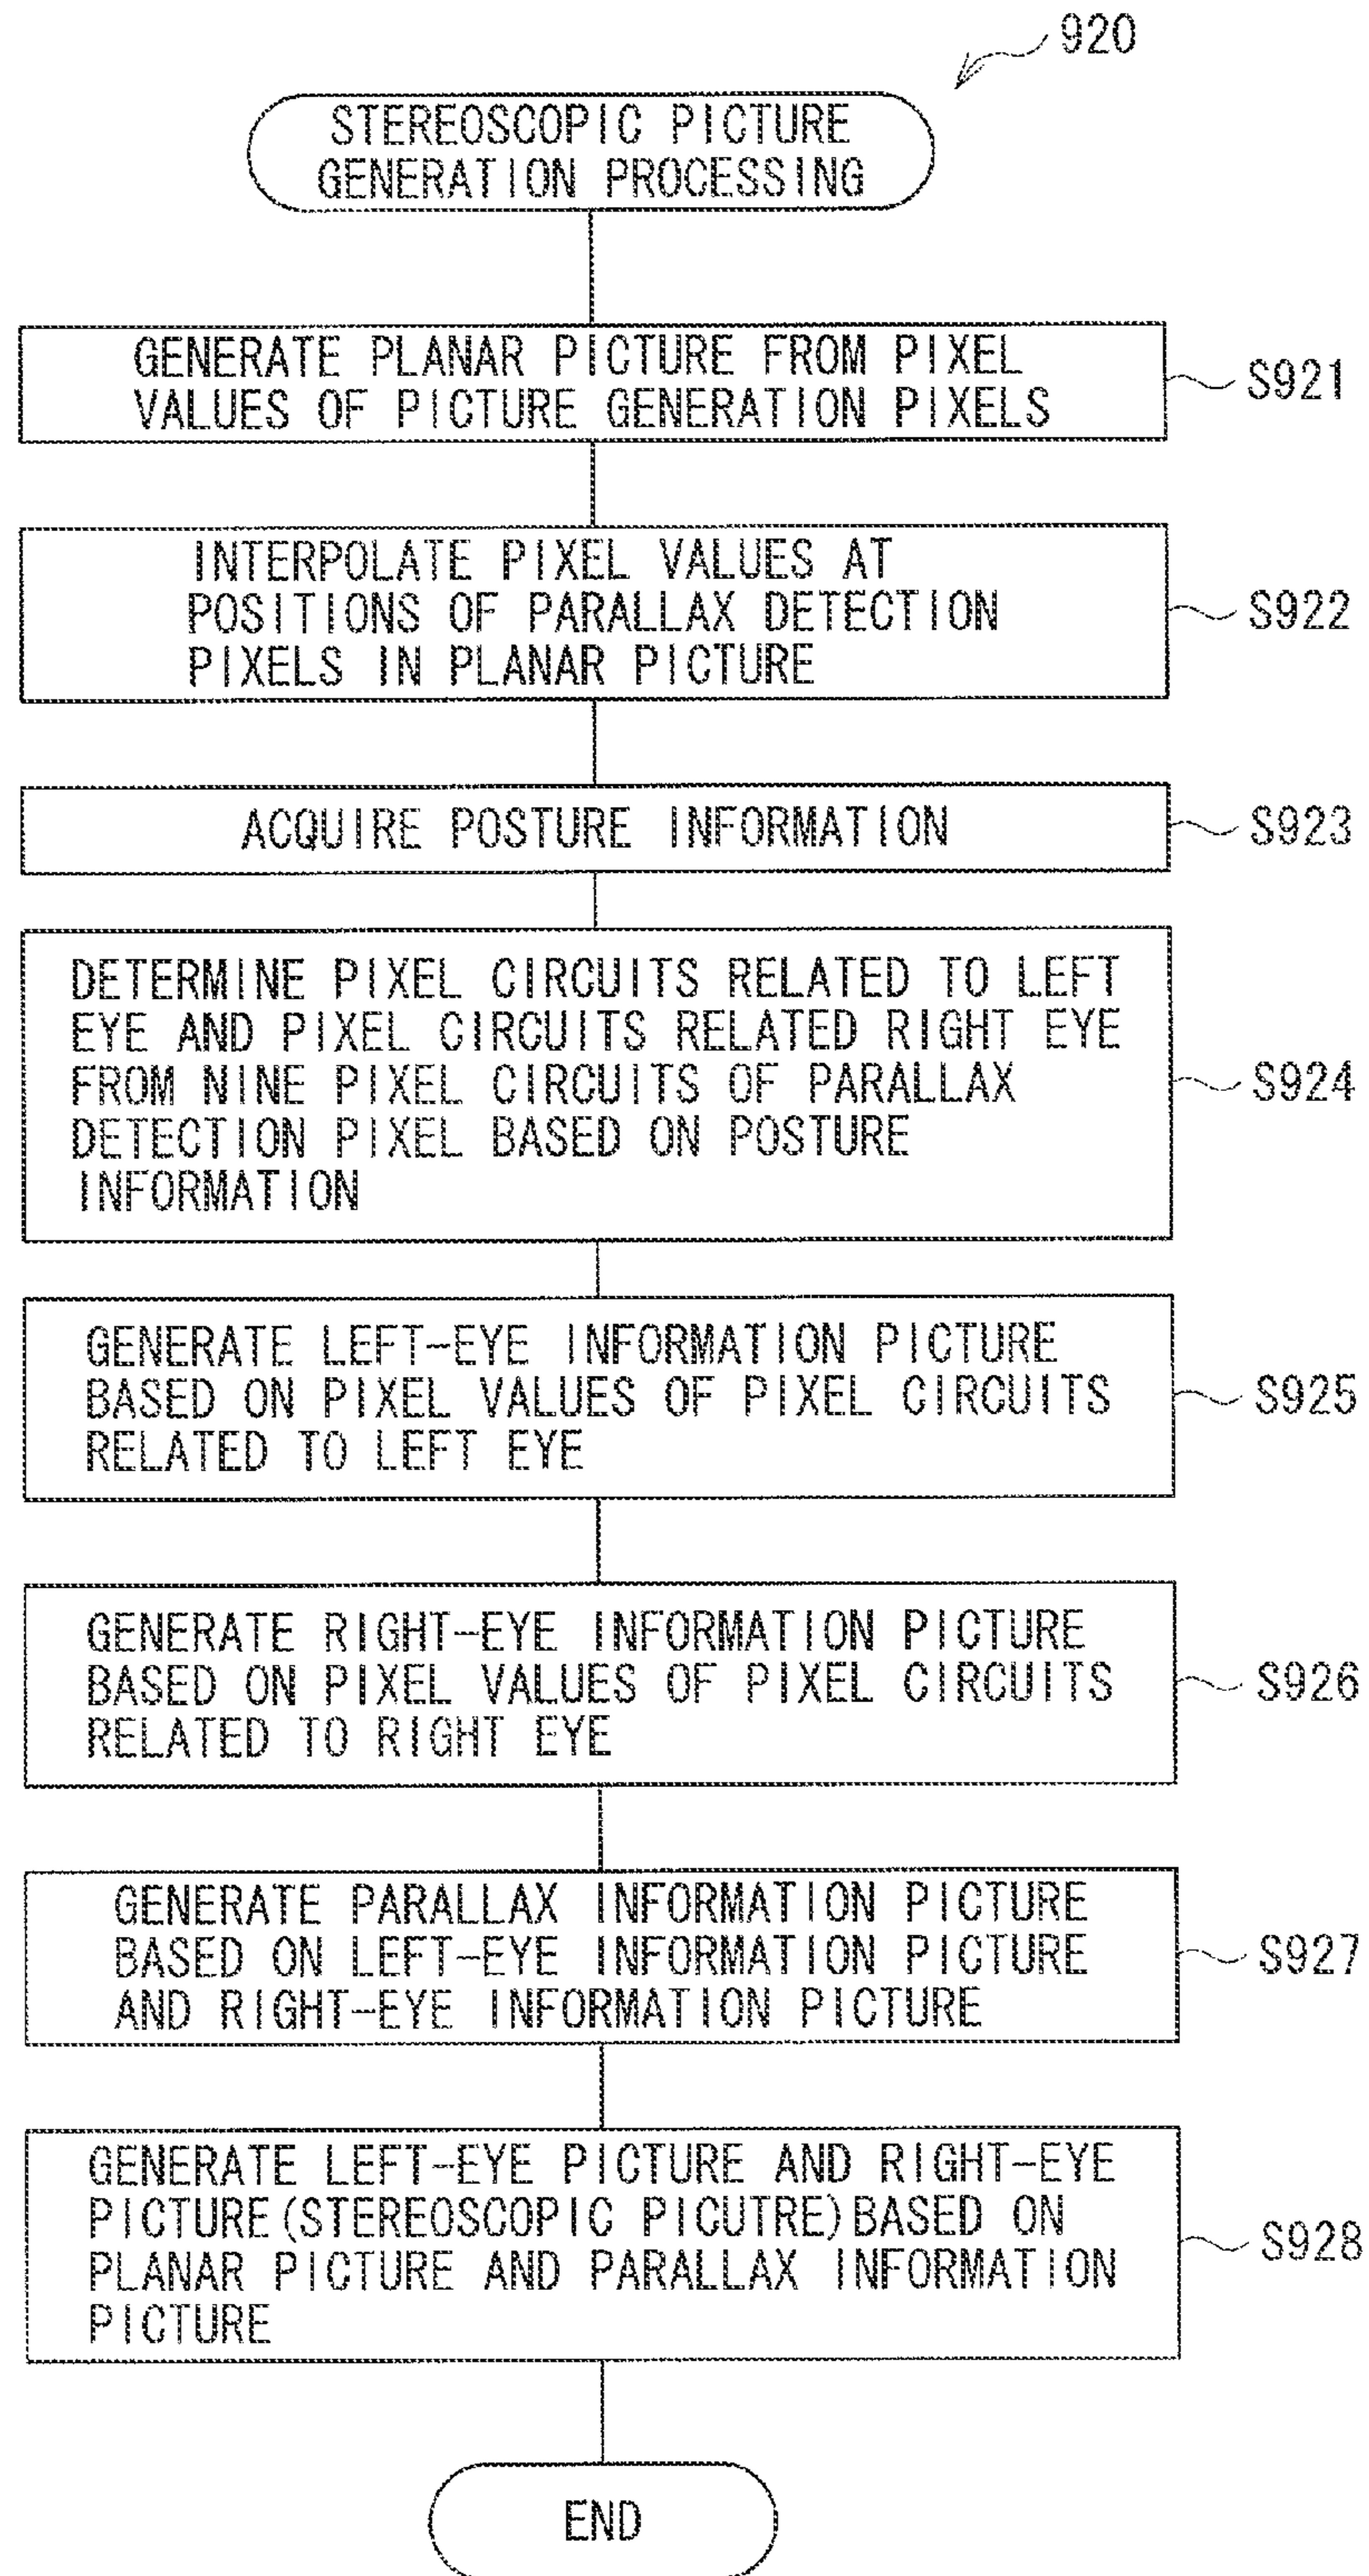 920
STEREOSCOPIC PICTURE
GENERATION PROCESSING
GENERATE PLANAR PICTURE FROM PIXEL
VALUES OF PICTURE GENERATION PIXELS
S921
INTERPOLATE PIXEL VALUES AT
POSITIONS OF PARALLAX DETECTION
PIXELS IN PLANAR PICTURE
S922
ACQUIRE POSTURE INFORMATION
S923
DETERMINE PIXEL CIRCUITS RELATED TO LEFT
EYE AND PIXEL CIRCUITS RELATED RIGHT EYE
FROM NINE PIXEL CIRCUITS OF PARALLAX
DETECTION PIXEL BASED ON POSTURE
INFORMATION
S924
GENERATE LEFT-EYE INFORMATION PICTURE
BASED ON PIXEL VALUES OF PIXEL CIRCUITS
RELATED TO LEFT EYE
S925
GENERATE RIGHT-EYE INFORMATION PICTURE
BASED ON PIXEL VALUES OF PIXEL CIRCUITS
RELATED TO RIGHT EYE
S926
GENERATE PARALLAX INFORMATION PICTURE
BASED ON LEFT-EYE INFORMATION PICTURE
AND RIGHT-EYE INFORMATION PICTURE
S927
GENERATE LEFT-EYE PICTURE AND RIGHT-EYE
PICTURE(STEREOSCOPIC PICUTRE)BASED ON
PLANAR PICTURE AND PARALLAX INFORMATION
PICTURE
S928
END